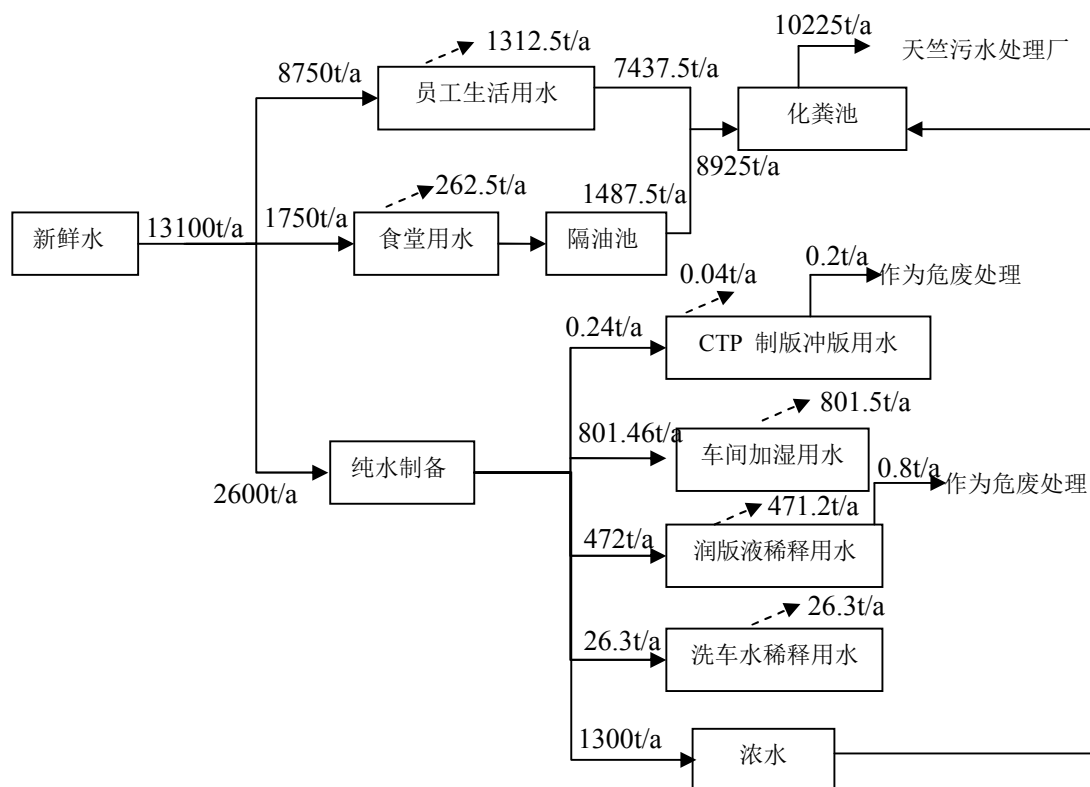 10225t/a
天竺污水处理厂
1312.5t/a
8750t/a
员工生活用水
7437.5t/a
化粪池
8925t/a
262.5t/a
1487.5t/a
新鲜水
13100t/a
1750t/a
食堂用水
隔油池
0.04t/a
0.2t/a
作为危废处理
0.24t/a
CTP 制版冲版用水
801.5t/a
801.46t/a
车间加湿用水
纯水制备
2600t/a
0.8t/a
作为危废处理
471.2t/a
472t/a
润版液稀释用水
26.3t/a
26.3t/a
洗车水稀释用水
1300t/a
浓水